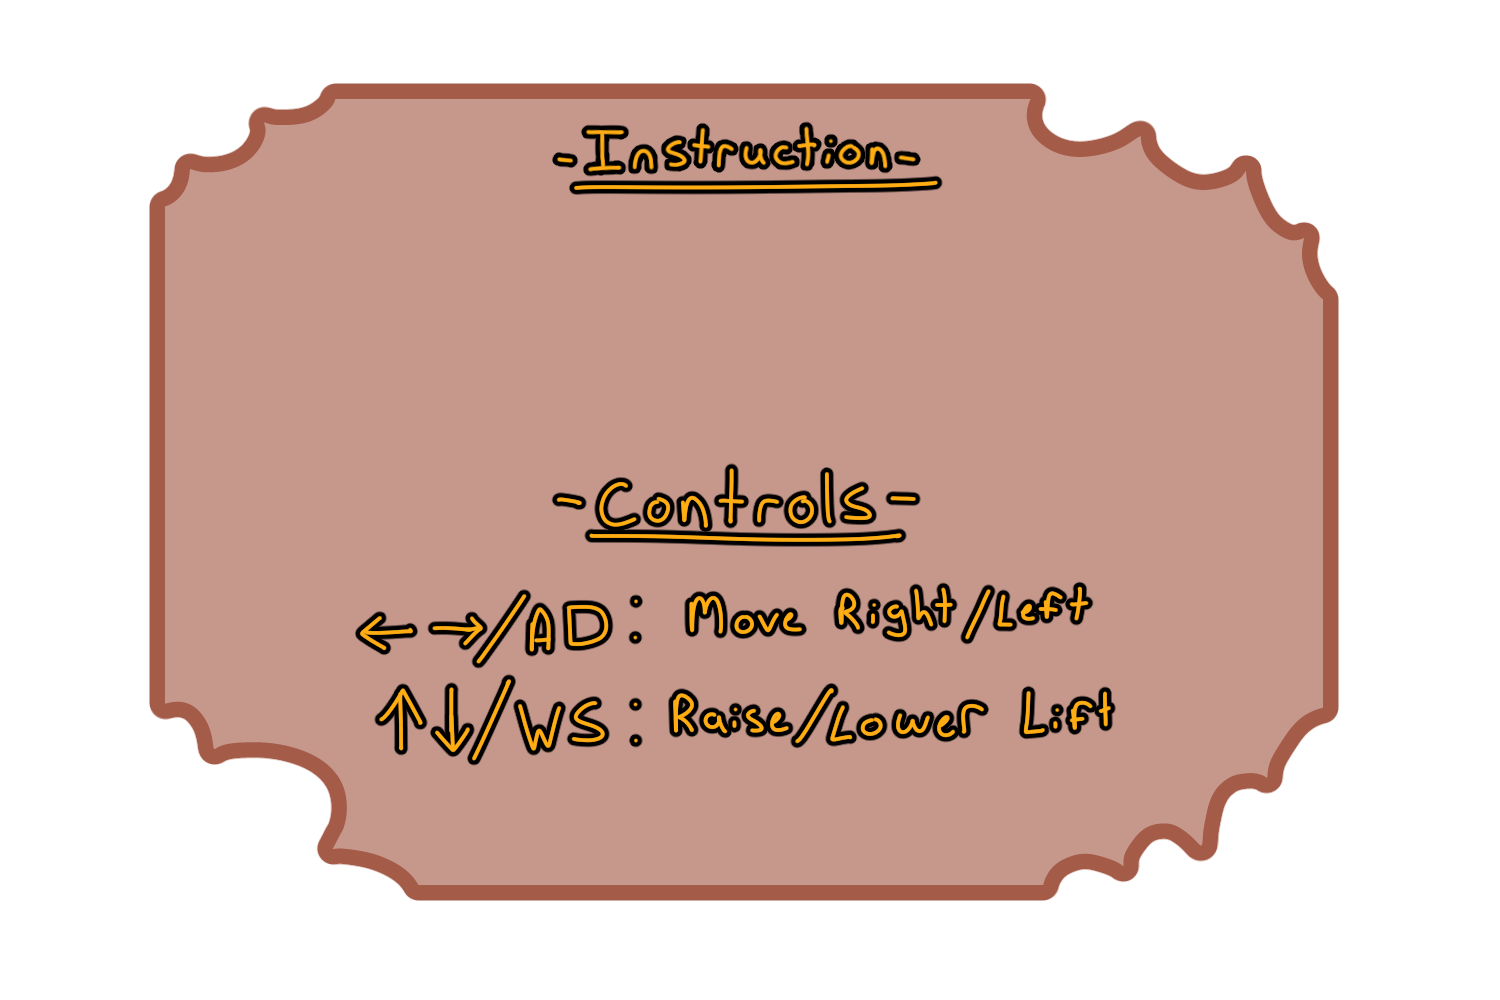 -Instruction-
-Controls-
← →/AD: Move Right/Left
↑↓/WS: Raise/Lower Lift